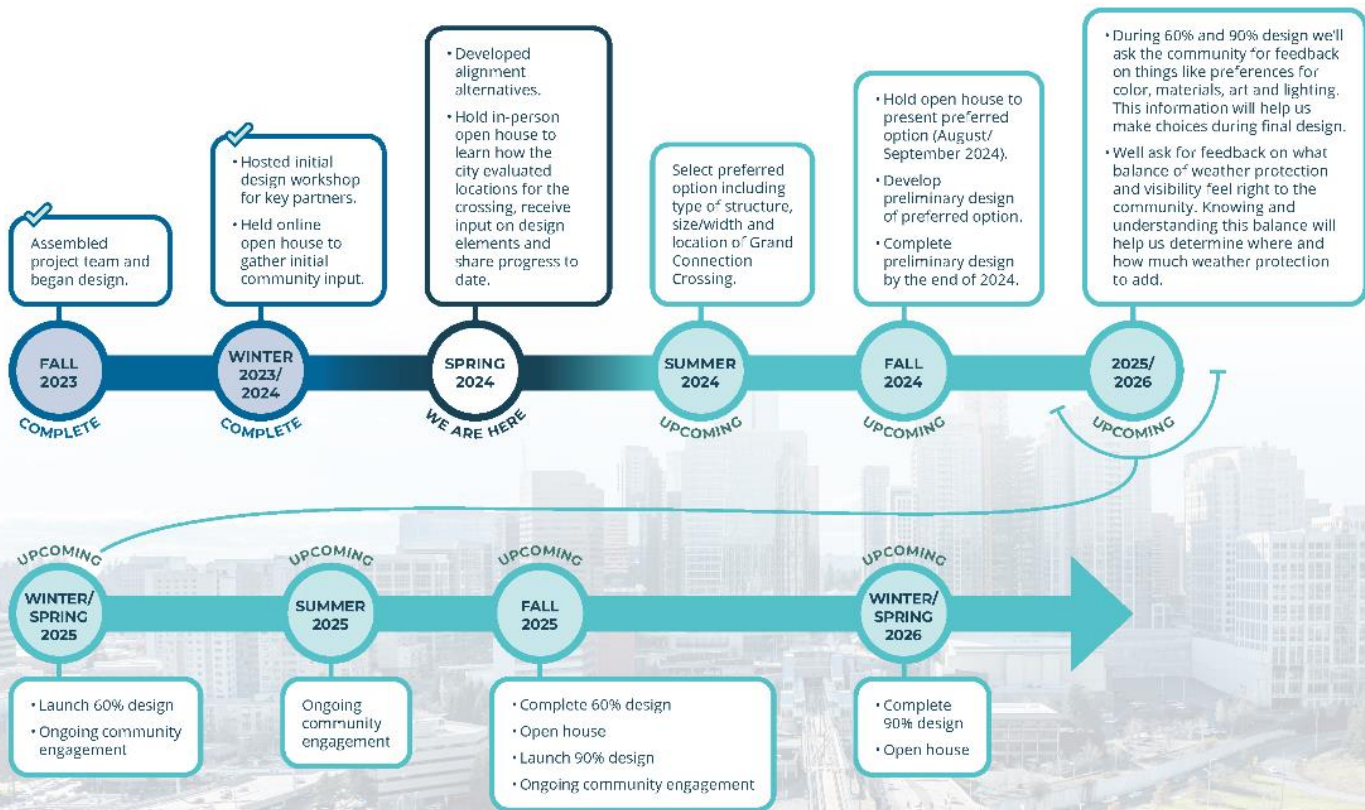 • Developed
alignment
alternatives.
• Hold in-person
open house to
learn how the
city evaluated
locations for the
crossing, receive
input on design
elements and
share progress to
date.
• During 60% and 90% design we'll
ask the community for feedback
on things like preferences for
color, materials, art and lighting.
This information will help us
make choices during final design.
• Well ask for feedback on what
balance of weather protection
and visibility feel right to the
community. Knowing and
understanding this balance will
help us determine where and
how much weather protection
to add.
• Hold open house to
present preferred
option (August/
September 2024).
• Develop
preliminary design
of preferred option.
• Complete
preliminary design
by the end of 2024.
• Hosted initial
design workshop
for key partners.
• Held online
open house to
gather initial
community input.
Select preferred
option including
type of structure,
size/width and
location of Grand
Connection
Crossing.
Assembled
project team and
began design.
FALL
2023
COMPLETE
WINTER
2023/
2024
COMPLETE
SPRING
2024
WE ARE HERE
SUMMER
2024
UPCOMING
FALL
2024
UPCOMING
2025/
2026
UPCOMING
UPCOMING
WINTER/
SPRING
2025
UPCOMING
SUMMER
2025
UPCOMING
FALL
2025
UPCOMING
WINTER/
SPRING
2026
• Launch 60% design
• Ongoing community
engagement
Ongoing
community
engagement
• Complete 60% design
• Open house
• Launch 90% design
• Ongoing community engagement
• Complete
90% design
• Open house